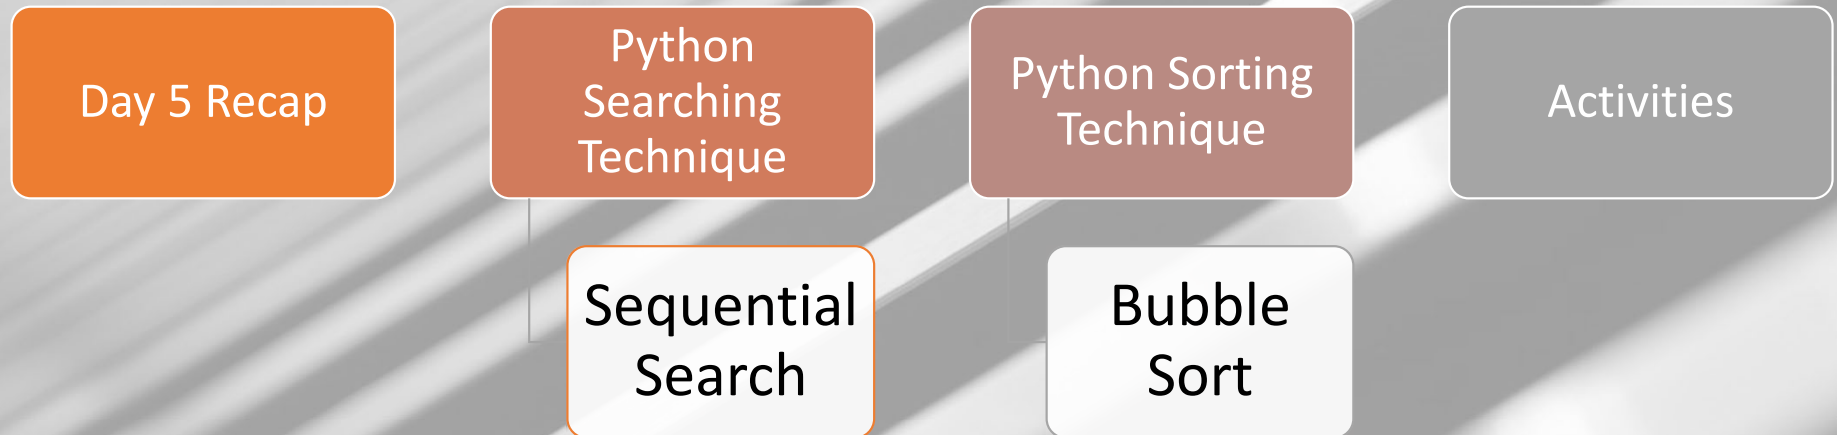 Day 5 Recap
Python
Searching
Technique
Sequential
Search
Python Sorting
Technique
Bubble
Sort
Activities